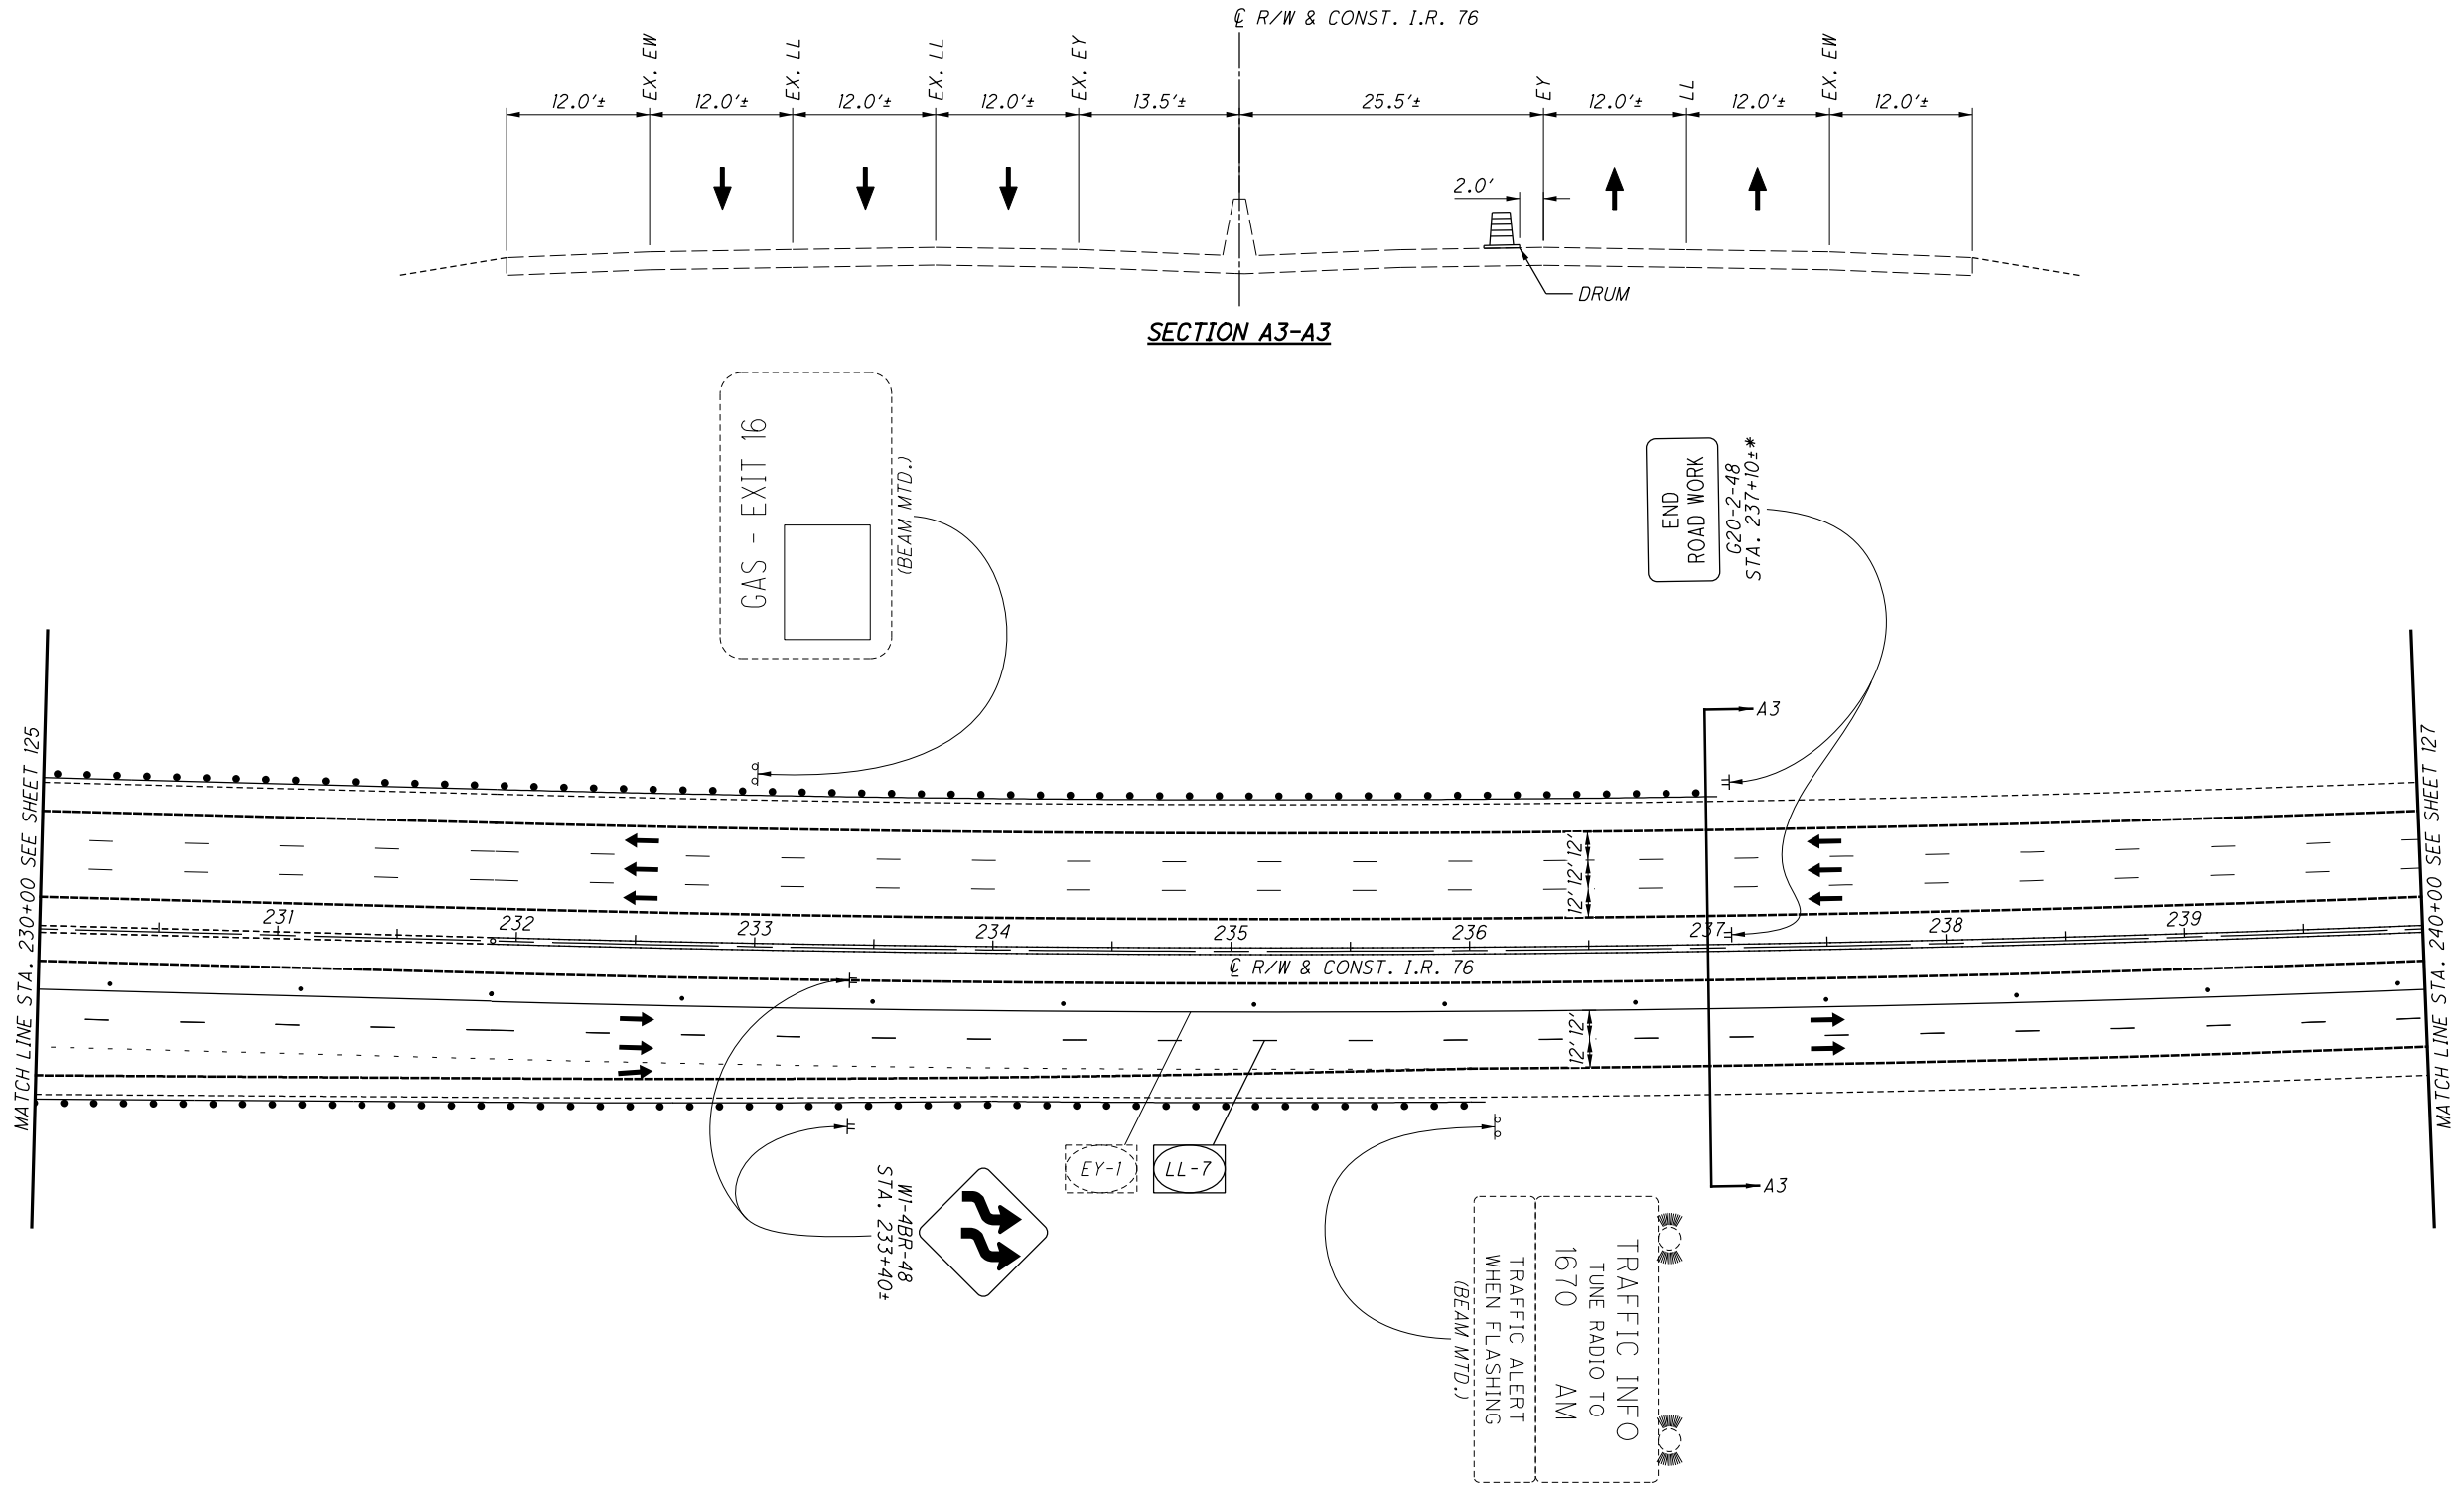 ℄ R/W & CONST. I.R. 76
EX. EW
EX. LL
EX. LL
EX. EY
EY
LL
EX. EW
12.0'±
12.0'±
12.0'±
12.0'±
13.5'±
25.5'±
12.0'±
12.0'±
12.0'±
2.0'
DRUM
SECTION A3-A3
GAS - EXIT 16
(BEAM MTD.)
END
ROAD WORK
G20-2-48
STA. 237+10±*
A3
MATCH LINE STA. 230+00 SEE SHEET 125
MATCH LINE STA. 240+00 SEE SHEET 127
12'
12'
12'
231
232
233
234
235
236
237
238
239
℄ R/W & CONST. I.R. 76
12'
12'
EY-1
LL-7
A3
W1-4BR-48
STA. 233+40±
TRAFFIC INFO
TUNE RADIO TO
1670 AM
TRAFFIC ALERT
WHEN FLASHING
(BEAM MTD.)